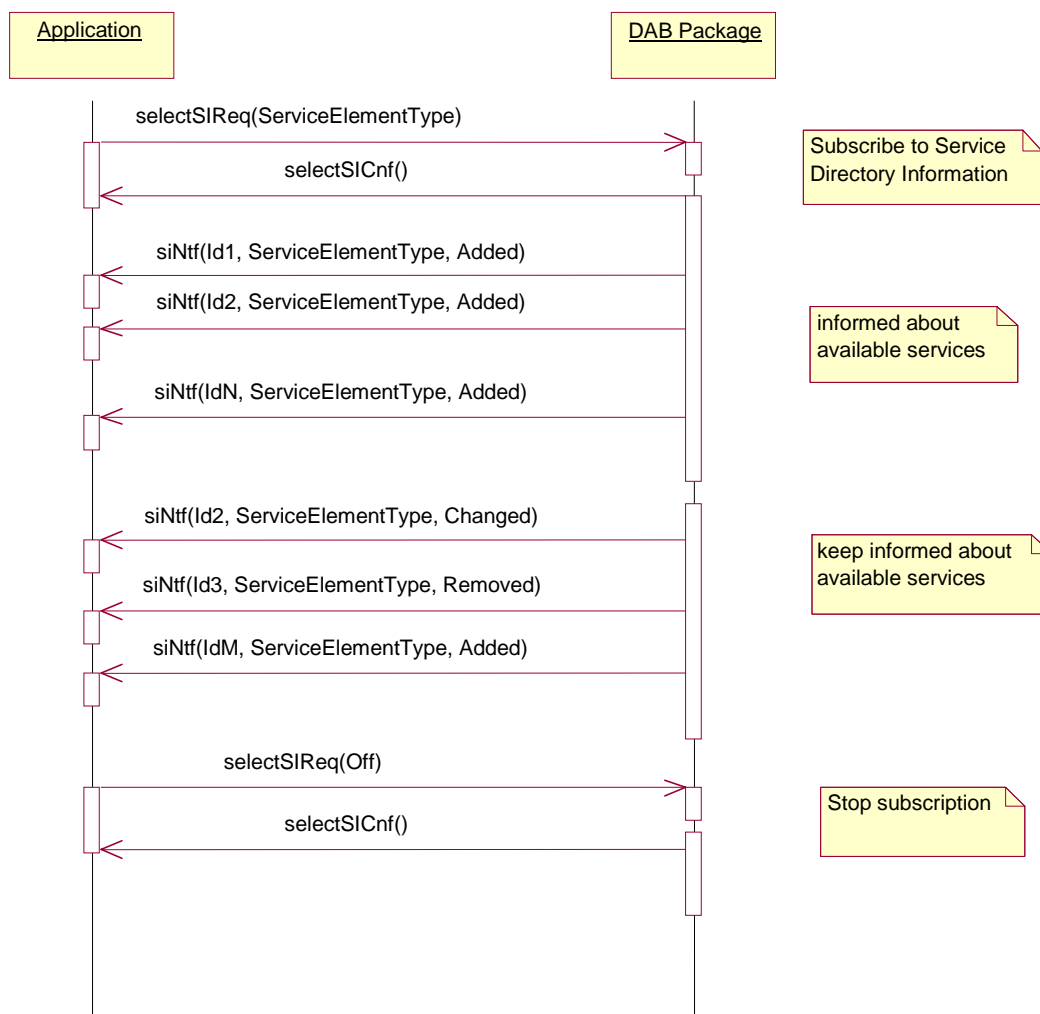 Application
DAB Package
selectSIReq(ServiceElementType)
Subscribe to Service
Directory Information
selectSICnf()
siNtf(Id1, ServiceElementType, Added)
siNtf(Id2, ServiceElementType, Added)
informed about
available services
siNtf(IdN, ServiceElementType, Added)
siNtf(Id2, ServiceElementType, Changed)
keep informed about
available services
siNtf(Id3, ServiceElementType, Removed)
siNtf(IdM, ServiceElementType, Added)
selectSIReq(Off)
Stop subscription
selectSICnf()